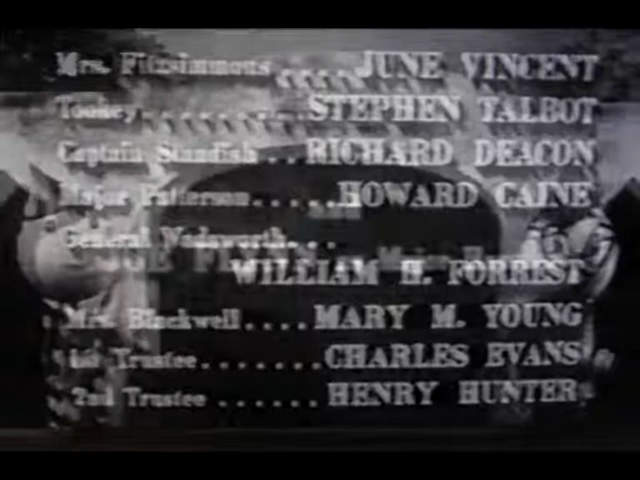 Mrs. Fitzsimmons .... JUNE VINCENT
Tookey......... STEPHEN TALBOT
Captain Standish... RICHARD DEACON
Major Patterson..... HOWARD CAINE
General Wadsworth...
WILLIAM H. FORREST
Mrs. Blackwell.... MARY M. YOUNG
1st Trustee....... CHARLES EVANS
2nd Trustee ...... HENRY HUNTER